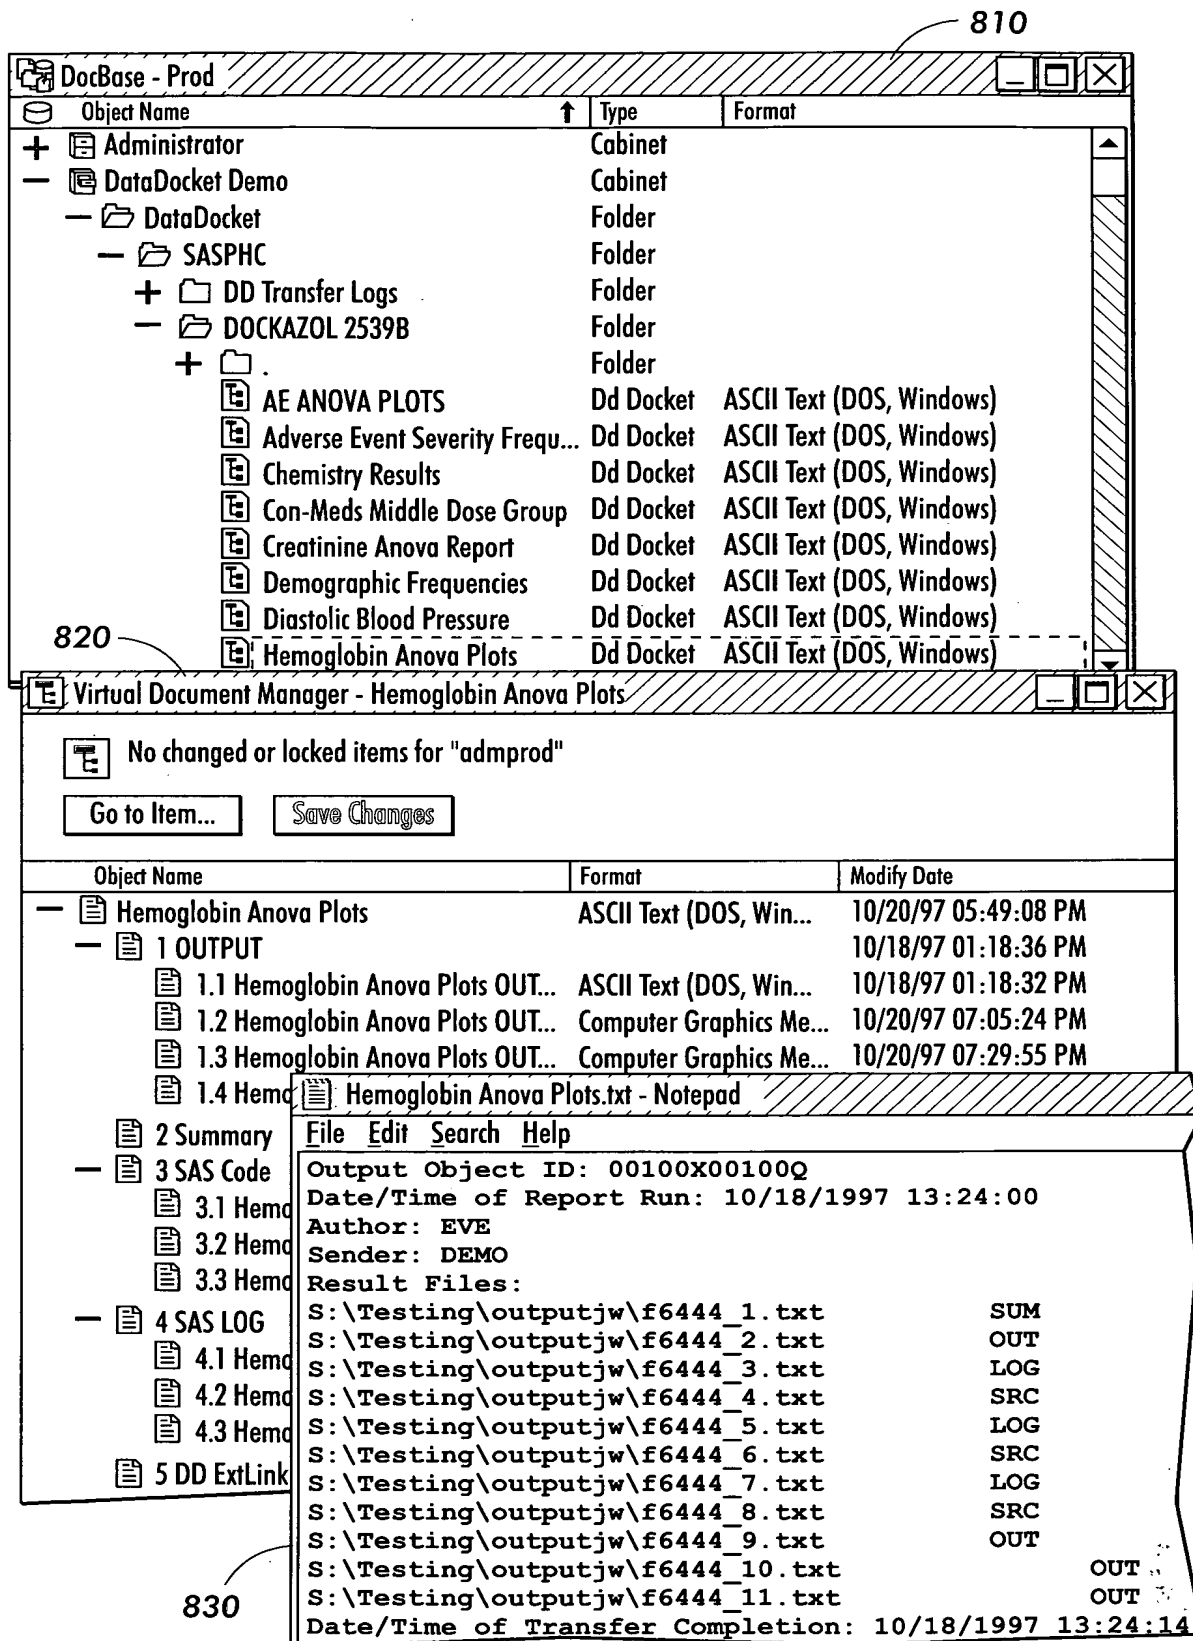 810
DocBase - Prod
Object Name Type Format
Administrator Cabinet
DataDocket Demo Cabinet
DataDocket Folder
SASPHC Folder
DD Transfer Logs Folder
DOCKAZOL 2539B Folder
. Folder
AE ANOVA PLOTS Dd Docket ASCII Text (DOS, Windows)
Adverse Event Severity Frequ... Dd Docket ASCII Text (DOS, Windows)
Chemistry Results Dd Docket ASCII Text (DOS, Windows)
Con-Meds Middle Dose Group Dd Docket ASCII Text (DOS, Windows)
Creatinine Anova Report Dd Docket ASCII Text (DOS, Windows)
Demographic Frequencies Dd Docket ASCII Text (DOS, Windows)
Diastolic Blood Pressure Dd Docket ASCII Text (DOS, Windows)
820
Hemoglobin Anova Plots Dd Docket ASCII Text (DOS, Windows)
Virtual Document Manager - Hemoglobin Anova Plots
No changed or locked items for "admprod"
Go to Item... Save Changes
Object Name Format Modify Date
Hemoglobin Anova Plots ASCII Text (DOS, Win... 10/20/97 05:49:08 PM
1 OUTPUT 10/18/97 01:18:36 PM
1.1 Hemoglobin Anova Plots OUT... ASCII Text (DOS, Win... 10/18/97 01:18:32 PM
1.2 Hemoglobin Anova Plots OUT... Computer Graphics Me... 10/20/97 07:05:24 PM
1.3 Hemoglobin Anova Plots OUT... Computer Graphics Me... 10/20/97 07:29:55 PM
1.4 Hemo
2 Summary
3 SAS Code
3.1 Hemo
3.2 Hemo
3.3 Hemo
4 SAS LOG
4.1 Hemo
4.2 Hemo
4.3 Hemo
5 DD ExtLink
Hemoglobin Anova Plots.txt - Notepad
File Edit Search Help
Output Object ID: 00100X00100Q
Date/Time of Report Run: 10/18/1997 13:24:00
Author: EVE
Sender: DEMO
Result Files:
S:\Testing\outputjw\f6444_1.txt SUM
S:\Testing\outputjw\f6444_2.txt OUT
S:\Testing\outputjw\f6444_3.txt LOG
S:\Testing\outputjw\f6444_4.txt SRC
S:\Testing\outputjw\f6444_5.txt LOG
S:\Testing\outputjw\f6444_6.txt SRC
S:\Testing\outputjw\f6444_7.txt LOG
S:\Testing\outputjw\f6444_8.txt SRC
S:\Testing\outputjw\f6444_9.txt OUT
S:\Testing\outputjw\f6444_10.txt OUT
S:\Testing\outputjw\f6444_11.txt OUT
Date/Time of Transfer Completion: 10/18/1997 13:24:14
830